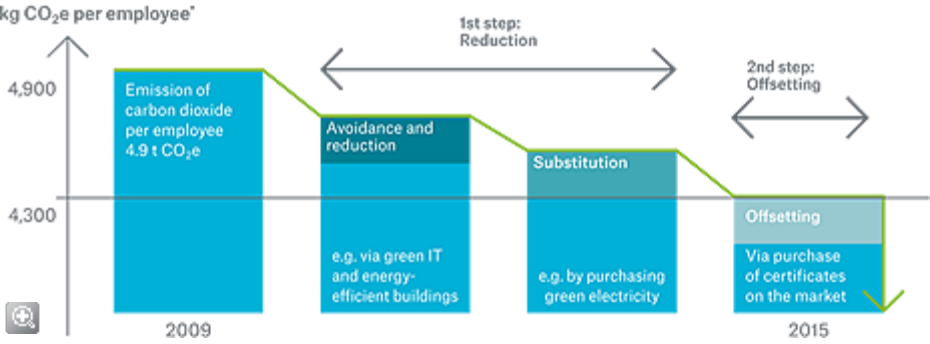 kg CO₂e per employee*
1st step:
Reduction
2nd step:
Offsetting
4,900
4,300
Emission of
carbon dioxide
per employee
4.9 t CO₂e
Avoidance and
reduction
e.g. via green IT
and energy-
efficient buildings
Substitution
e.g. by purchasing
green electricity
Offsetting
Via purchase
of certificates
on the market
2009
2015